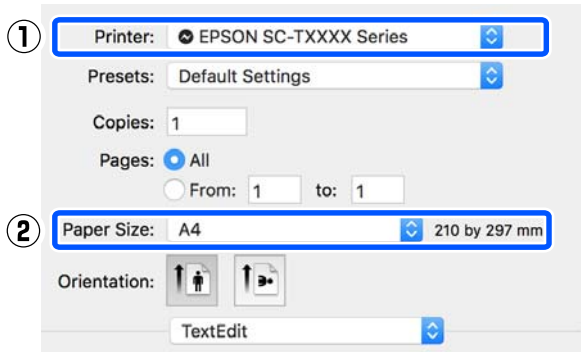 ① Printer: EPSON SC-TXXXX Series
Presets: Default Settings
Copies: 1
Pages: All
From: 1 to: 1
② Paper Size: A4 210 by 297 mm
Orientation:
TextEdit